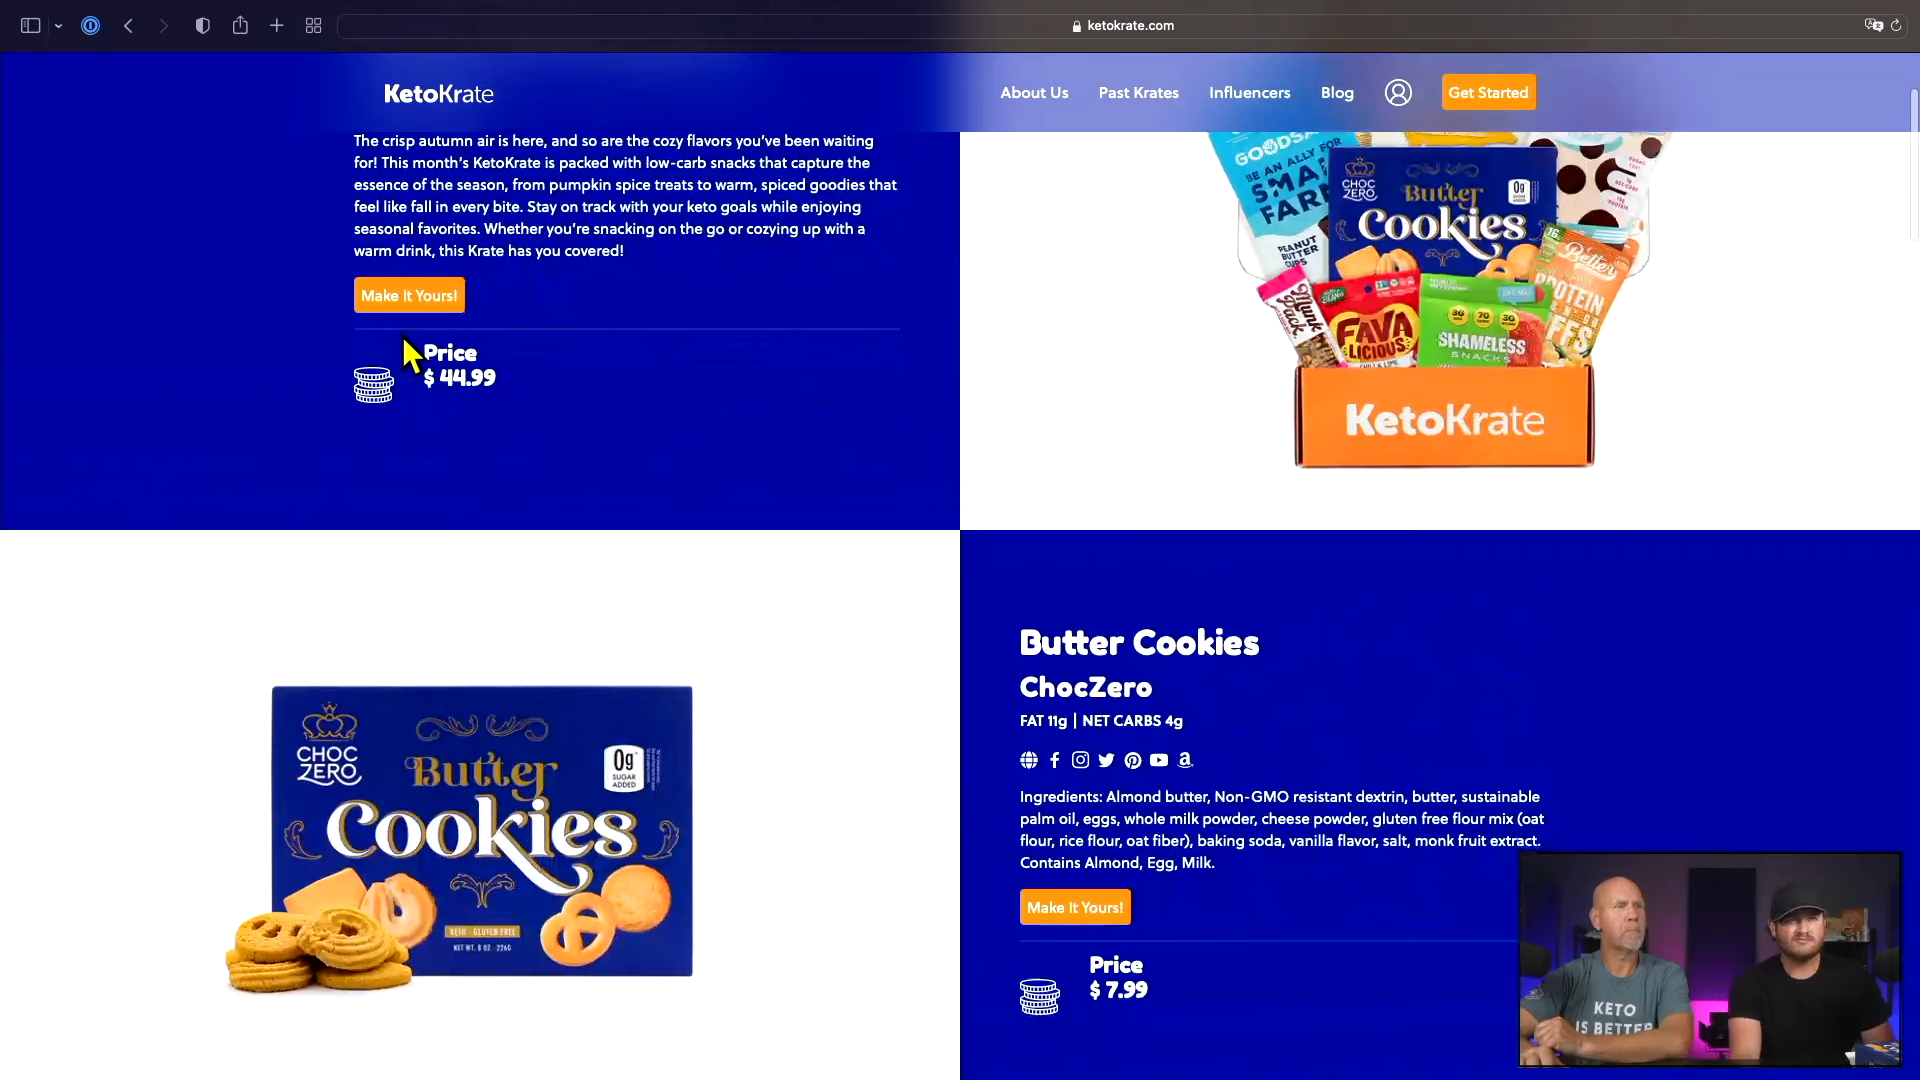 ketokrate.com
KetoKrate
About Us
Past Krates
Influencers
Blog
Get Started
The crisp autumn air is here, and so are the cozy flavors you've been waiting
for! This month's KetoKrate is packed with low-carb snacks that capture the
essence of the season, from pumpkin spice treats to warm, spiced goodies that
feel like fall in every bite. Stay on track with your keto goals while enjoying
seasonal favorites. Whether you're snacking on the go or cozying up with a
warm drink, this Krate has you covered!
Make It Yours!
Price
$ 44.99
BE AN ALLY FOR
SMALL
PEANUT
BUTTER
CUPS
CHOC
ZERO
Butter
Cookies
0g
Munk
Pack
FAVA
LICIOUS
3G
7G
3G
SHAMELESS
SNACKS
Better
PROTEIN
KetoKrate
CHOC
ZERO
Butter
Cookies
0g
SUGAR
ADDED
KETO GLUTEN FREE
NET WT. 8 OZ 226G
Butter Cookies
ChocZero
FAT 11g | NET CARBS 4g
Ingredients: Almond butter, Non-GMO resistant dextrin, butter, sustainable
palm oil, eggs, whole milk powder, cheese powder, gluten free flour mix (oat
flour, rice flour, oat fiber), baking soda, vanilla flavor, salt, monk fruit extract.
Contains Almond, Egg, Milk.
Make It Yours!
Price
$ 7.99
KETO
IS BETTER